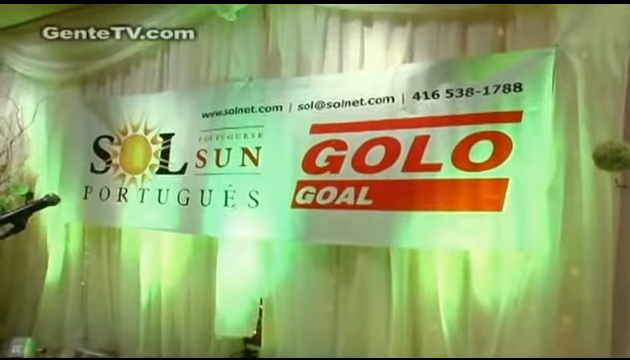 GenteTV.com
www.solnet.com | sol@solnet.com | 416 538-1788
SOL
PORTUGUESE
SUN
PORTUGUÊS
GOLO
GOAL